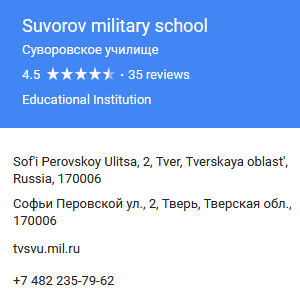 Suvorov military school
Суворовское училище
4.5 ★★★★★ · 35 reviews
Educational Institution
Sof'i Perovskoy Ulitsa, 2, Tver, Tverskaya oblast',
Russia, 170006
Софьи Перовской ул., 2, Тверь, Тверская обл.,
170006
tvsvu.mil.ru
+7 482 235-79-62